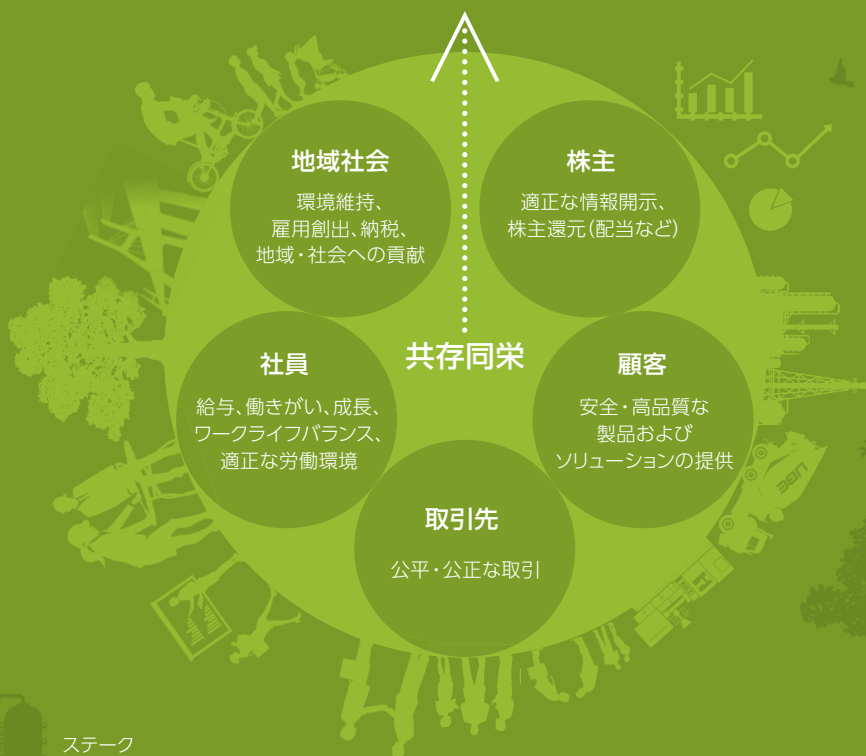 地域社会
環境維持、
雇用創出、納税、
地域・社会への貢献
株主
適正な情報開示、
株主還元(配当など)
共存同栄
社員
給与、働きがい、成長、
ワークライフバランス、
適正な労働環境
顧客
安全・高品質な
製品および
ソリューションの提供
UGE
取引先
公平・公正な取引
ステーク